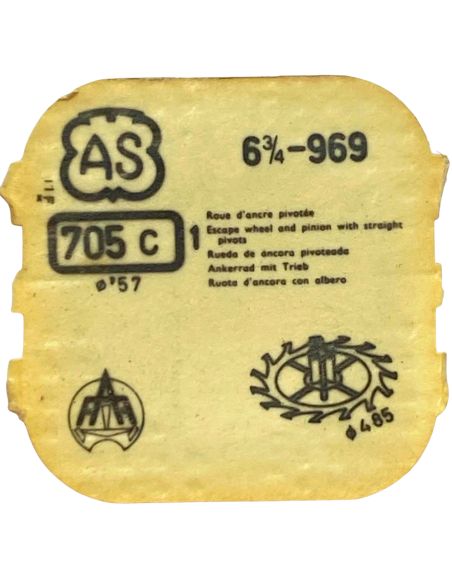 AS
6¾-969
705 C
1
Roue d'ancre pivotée
Escape wheel and pinion with straight
pivots
Rueda de áncora pivoteada
Ankerrad mit Trieb
Ruota d'ancora con albero
ø'57
ø 485